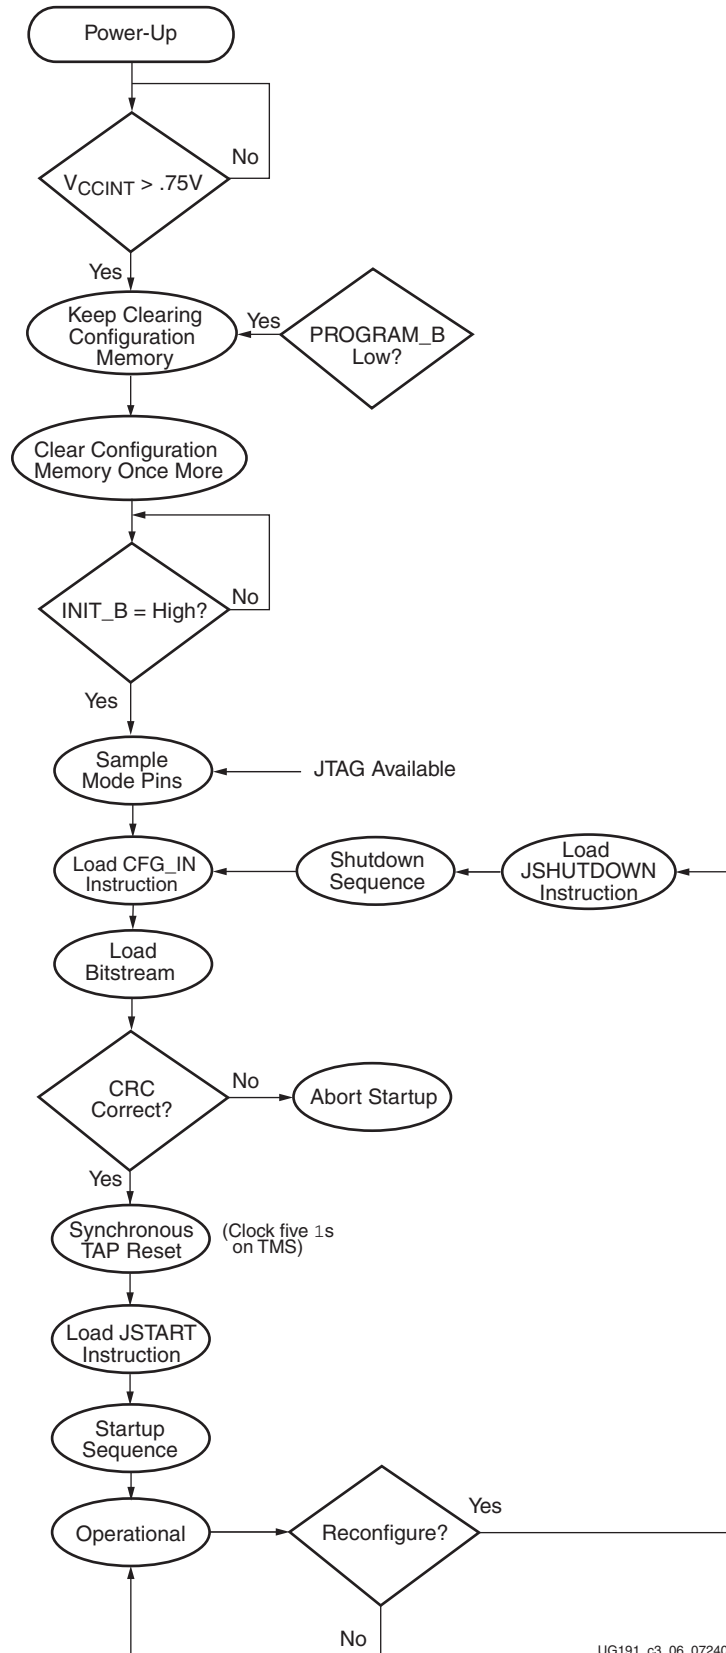 Power-Up
No
VCCINT > .75V
Yes
Keep Clearing
Configuration
Memory
Yes
PROGRAM_B
Low?
Clear Configuration
Memory Once More
No
INIT_B = High?
Yes
Sample
Mode Pins
JTAG Available
Load CFG_IN
Instruction
Shutdown
Sequence
Load
JSHUTDOWN
Instruction
Load
Bitstream
CRC
Correct?
No
Abort Startup
Yes
Synchronous
TAP Reset
(Clock five 1s
on TMS)
Load JSTART
Instruction
Startup
Sequence
Operational
Reconfigure?
Yes
No
UG191_c3_06_07240